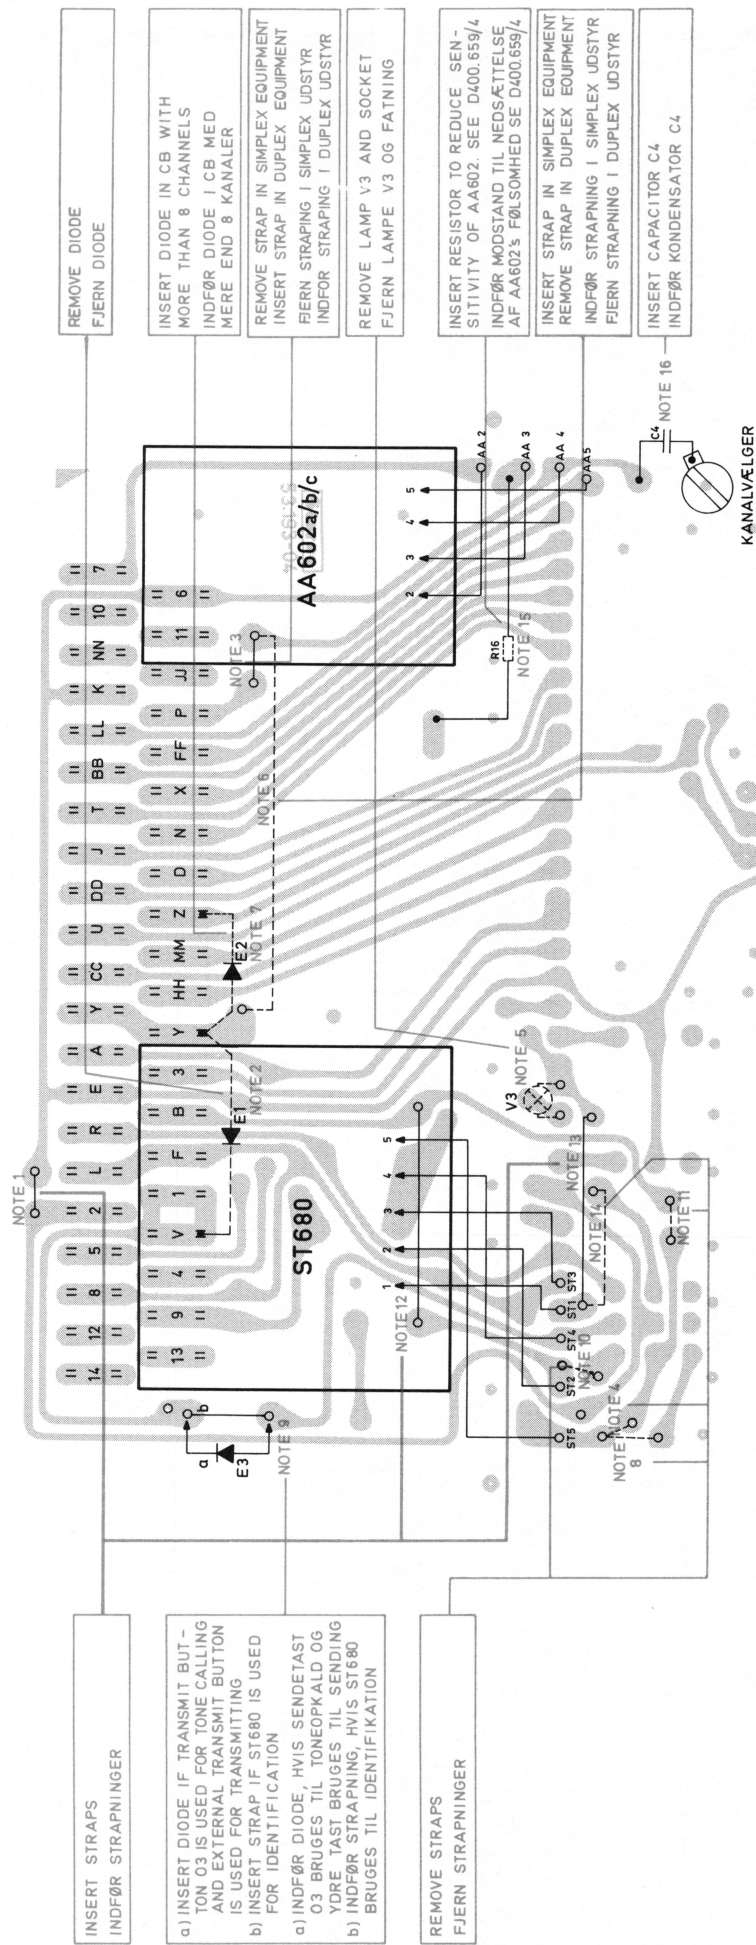 INSERT STRAPS
INDFØR STRAPNINGER
a) INSERT DIODE IF TRANSMIT BUT-
TON 03 IS USED FOR TONE CALLING
AND EXTERNAL TRANSMIT BUTTON
IS USED FOR TRANSMITTING
b) INSERT STRAP IF ST680 IS USED
FOR IDENTIFICATION
a) INDFØR DIODE, HVIS SENDETAST
03 BRUGES TIL TONEOPKALD OG
YDRE TAST BRUGES TIL SENDING
b) INDFØR STRAPNING, HVIS ST680
BRUGES TIL IDENTIFIKATION
REMOVE STRAPS
FJERN STRAPNINGER
NOTE 1
14 12 8 5 2 L R E A Y CC U DD J T BB LL K NN 10 7
13 9 4 V 1 F B 3 Y HH MM Z D N X FF P JJ 11 6
a b
E3
NOTE 9
E1
NOTE 2
E2
NOTE 7
NOTE 6
NOTE 3
ST680
AA602a/b/c
1 2 3 4 5
NOTE 12
2 3 4 5
AA 2
AA 3
AA 4
AA5
R16
NOTE 15
C4
NOTE 16
KANALVÆLGER
V3
NOTE 5
ST5 ST2 ST4 ST1 ST3
NOTE 10
NOTE 4
NOTE
8
NOTE 13
NOTE 14
NOTE 11
REMOVE DIODE
FJERN DIODE
INSERT DIODE IN CB WITH
MORE THAN 8 CHANNELS
INDFØR DIODE I CB MED
MERE END 8 KANALER
REMOVE STRAP IN SIMPLEX EQUIPMENT
INSERT STRAP IN DUPLEX EQUIPMENT
FJERN STRAPING I SIMPLEX UDSTYR
INDFOR STRAPING I DUPLEX UDSTYR
REMOVE LAMP V3 AND SOCKET
FJERN LAMPE V3 OG FATNING
INSERT RESISTOR TO REDUCE SEN-
SITIVITY OF AA602. SEE D400.659/4
INDFØR MODSTAND TIL NEDSÆTTELSE
AF AA602's FØLSOMHED SE D400.659/4
INSERT STRAP IN SIMPLEX EQUIPMENT
REMOVE STRAP IN DUPLEX EQUIPMENT
INDFØR STRAPNING I SIMPLEX UDSTYR
FJERN STRAPNING I DUPLEX UDSTYR
INSERT CAPACITOR C4
INDFØR KONDENSATOR C4